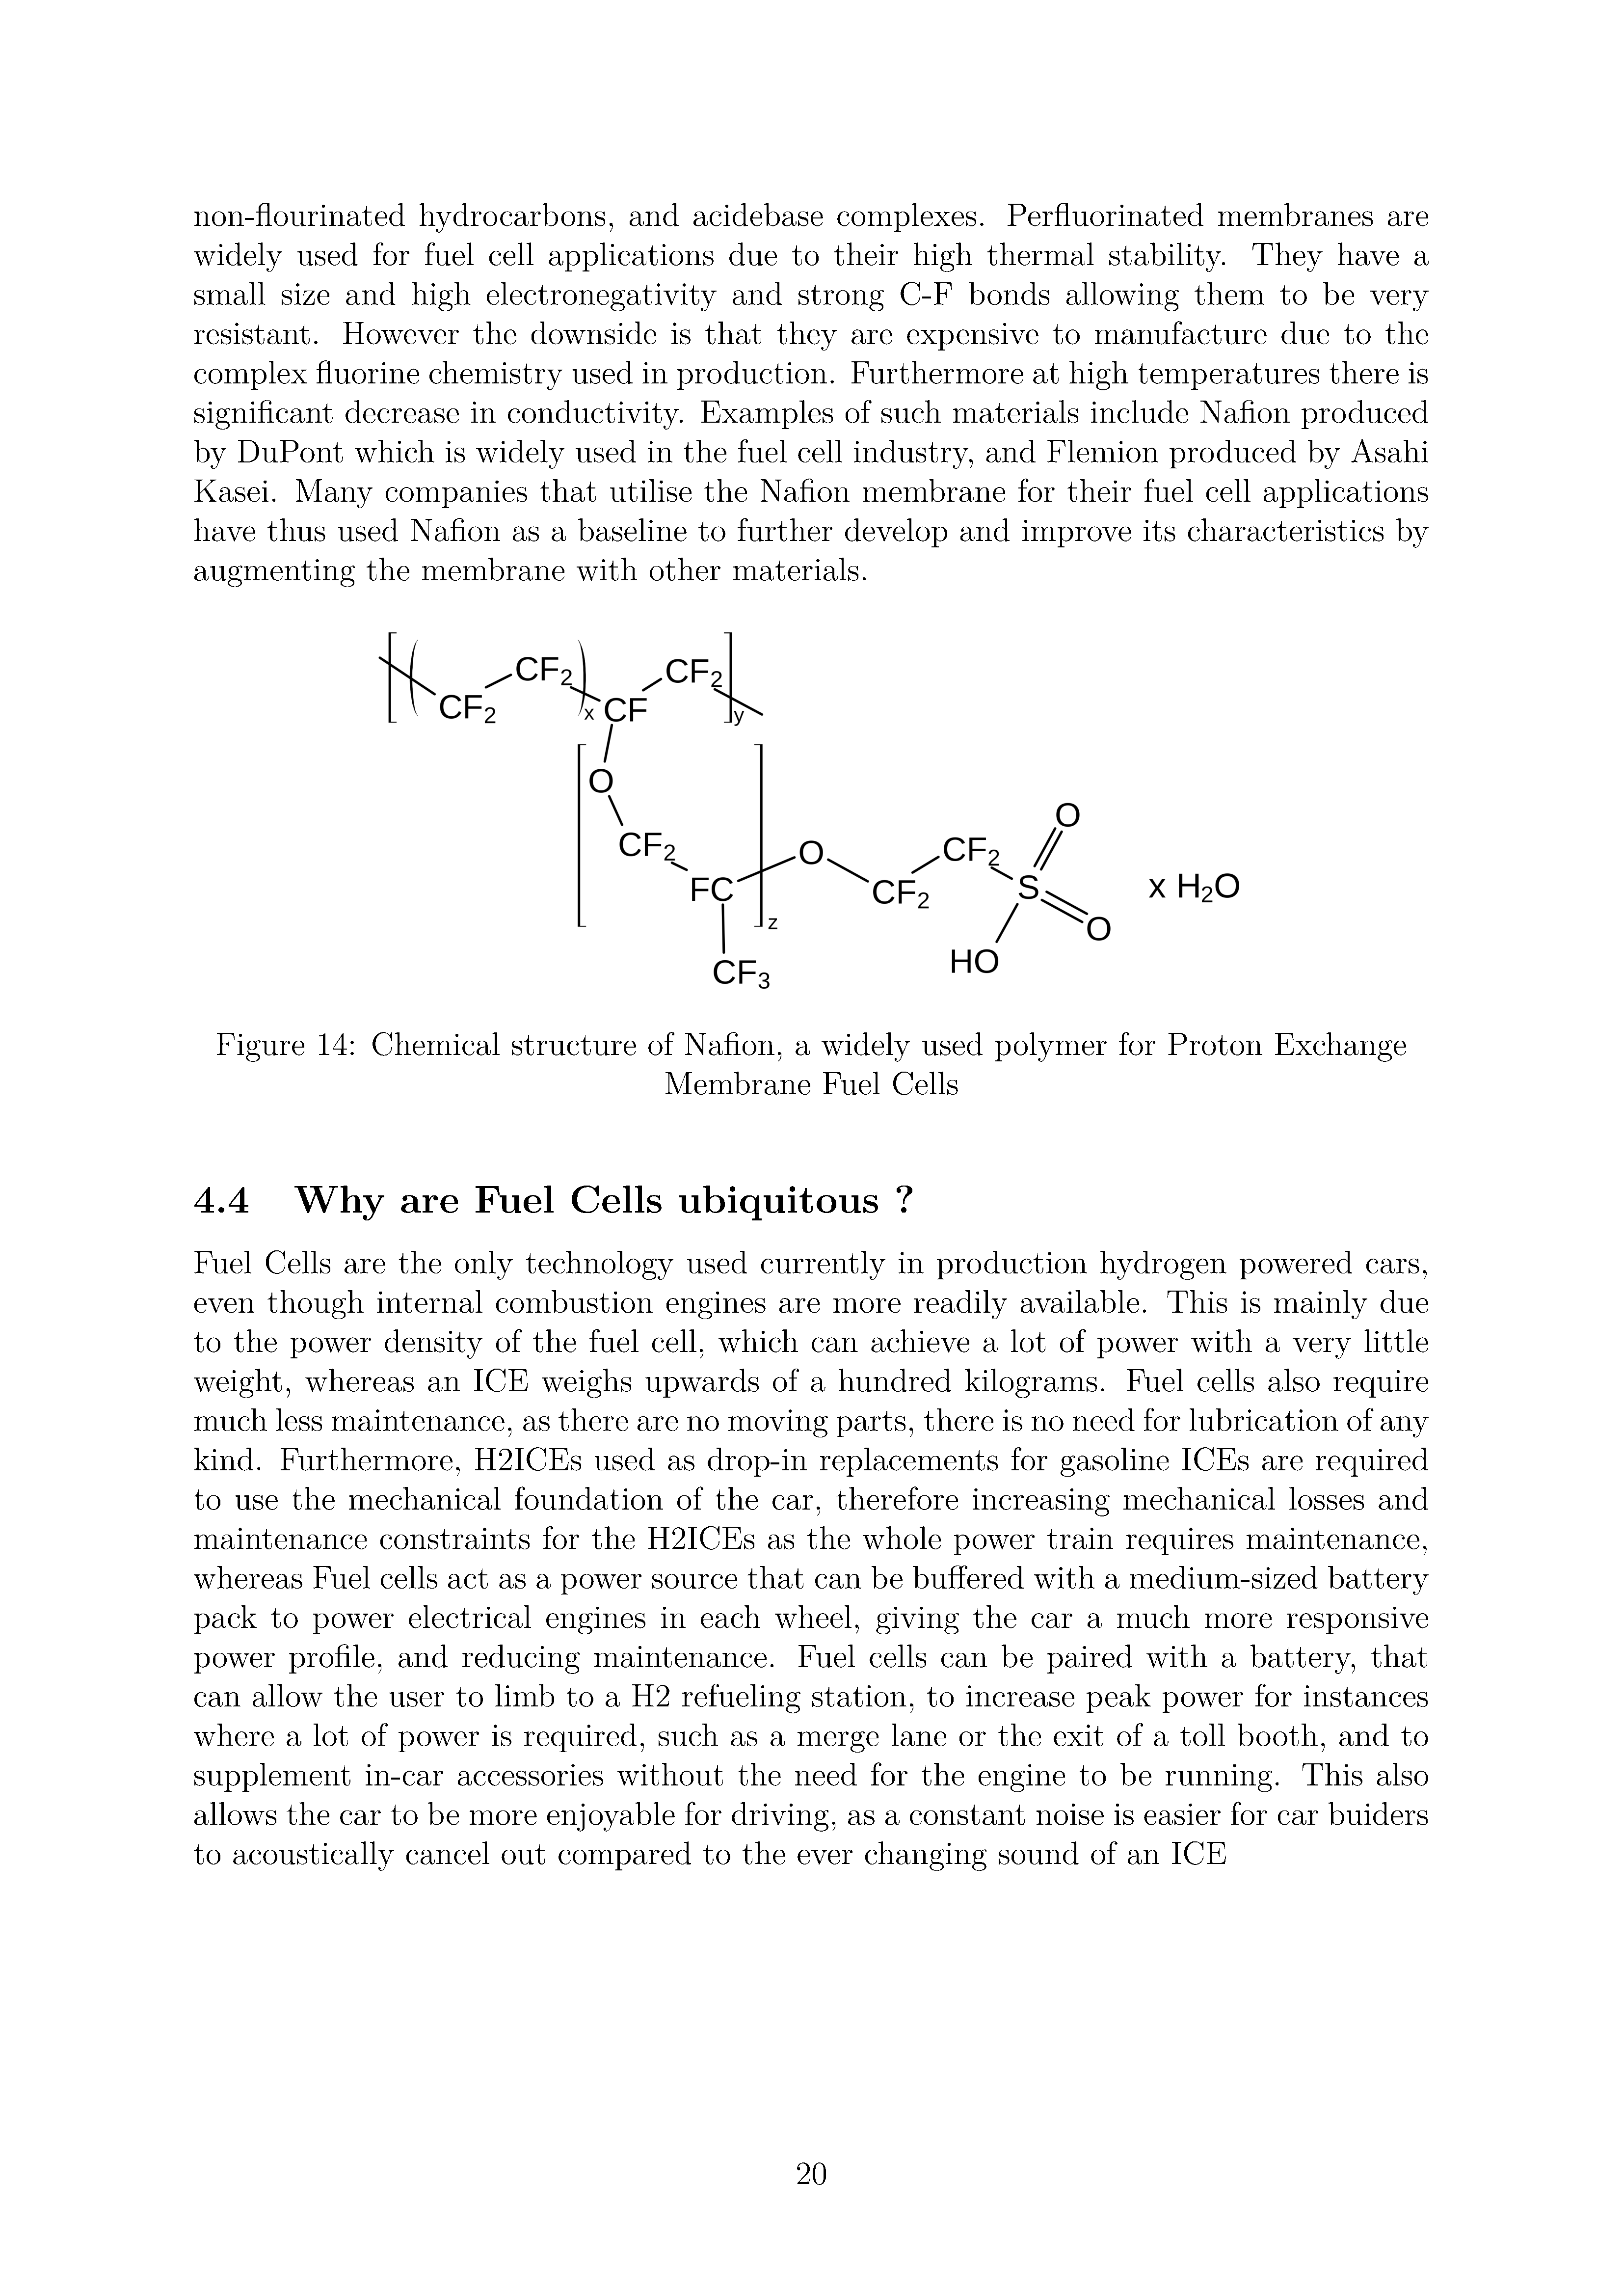 non-flourinated hydrocarbons, and acidebase complexes. Perfluorinated membranes are
widely used for fuel cell applications due to their high thermal stability. They have a
small size and high electronegativity and strong C-F bonds allowing them to be very
resistant. However the downside is that they are expensive to manufacture due to the
complex fluorine chemistry used in production. Furthermore at high temperatures there is
significant decrease in conductivity. Examples of such materials include Nafion produced
by DuPont which is widely used in the fuel cell industry, and Flemion produced by Asahi
Kasei. Many companies that utilise the Nafion membrane for their fuel cell applications
have thus used Nafion as a baseline to further develop and improve its characteristics by
augmenting the membrane with other materials.
CF2 CF2
CF2 x CF y
O
O
CF2 O CF2
FC CF2 S x H2O
z O
CF3 HO
Figure 14: Chemical structure of Nafion, a widely used polymer for Proton Exchange
Membrane Fuel Cells
4.4 Why are Fuel Cells ubiquitous ?
Fuel Cells are the only technology used currently in production hydrogen powered cars,
even though internal combustion engines are more readily available. This is mainly due
to the power density of the fuel cell, which can achieve a lot of power with a very little
weight, whereas an ICE weighs upwards of a hundred kilograms. Fuel cells also require
much less maintenance, as there are no moving parts, there is no need for lubrication of any
kind. Furthermore, H2ICEs used as drop-in replacements for gasoline ICEs are required
to use the mechanical foundation of the car, therefore increasing mechanical losses and
maintenance constraints for the H2ICEs as the whole power train requires maintenance,
whereas Fuel cells act as a power source that can be buffered with a medium-sized battery
pack to power electrical engines in each wheel, giving the car a much more responsive
power profile, and reducing maintenance. Fuel cells can be paired with a battery, that
can allow the user to limb to a H2 refueling station, to increase peak power for instances
where a lot of power is required, such as a merge lane or the exit of a toll booth, and to
supplement in-car accessories without the need for the engine to be running. This also
allows the car to be more enjoyable for driving, as a constant noise is easier for car buiders
to acoustically cancel out compared to the ever changing sound of an ICE
20